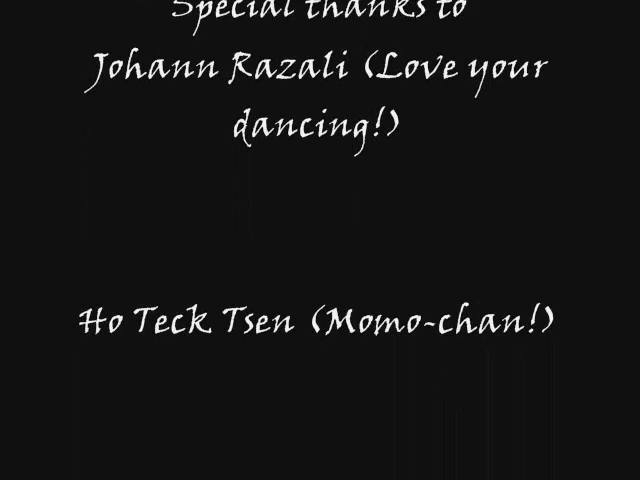 Special thanks to
Johann Razali (Love your
dancing!)
Ho Teck Tsen (Momo-chan!)